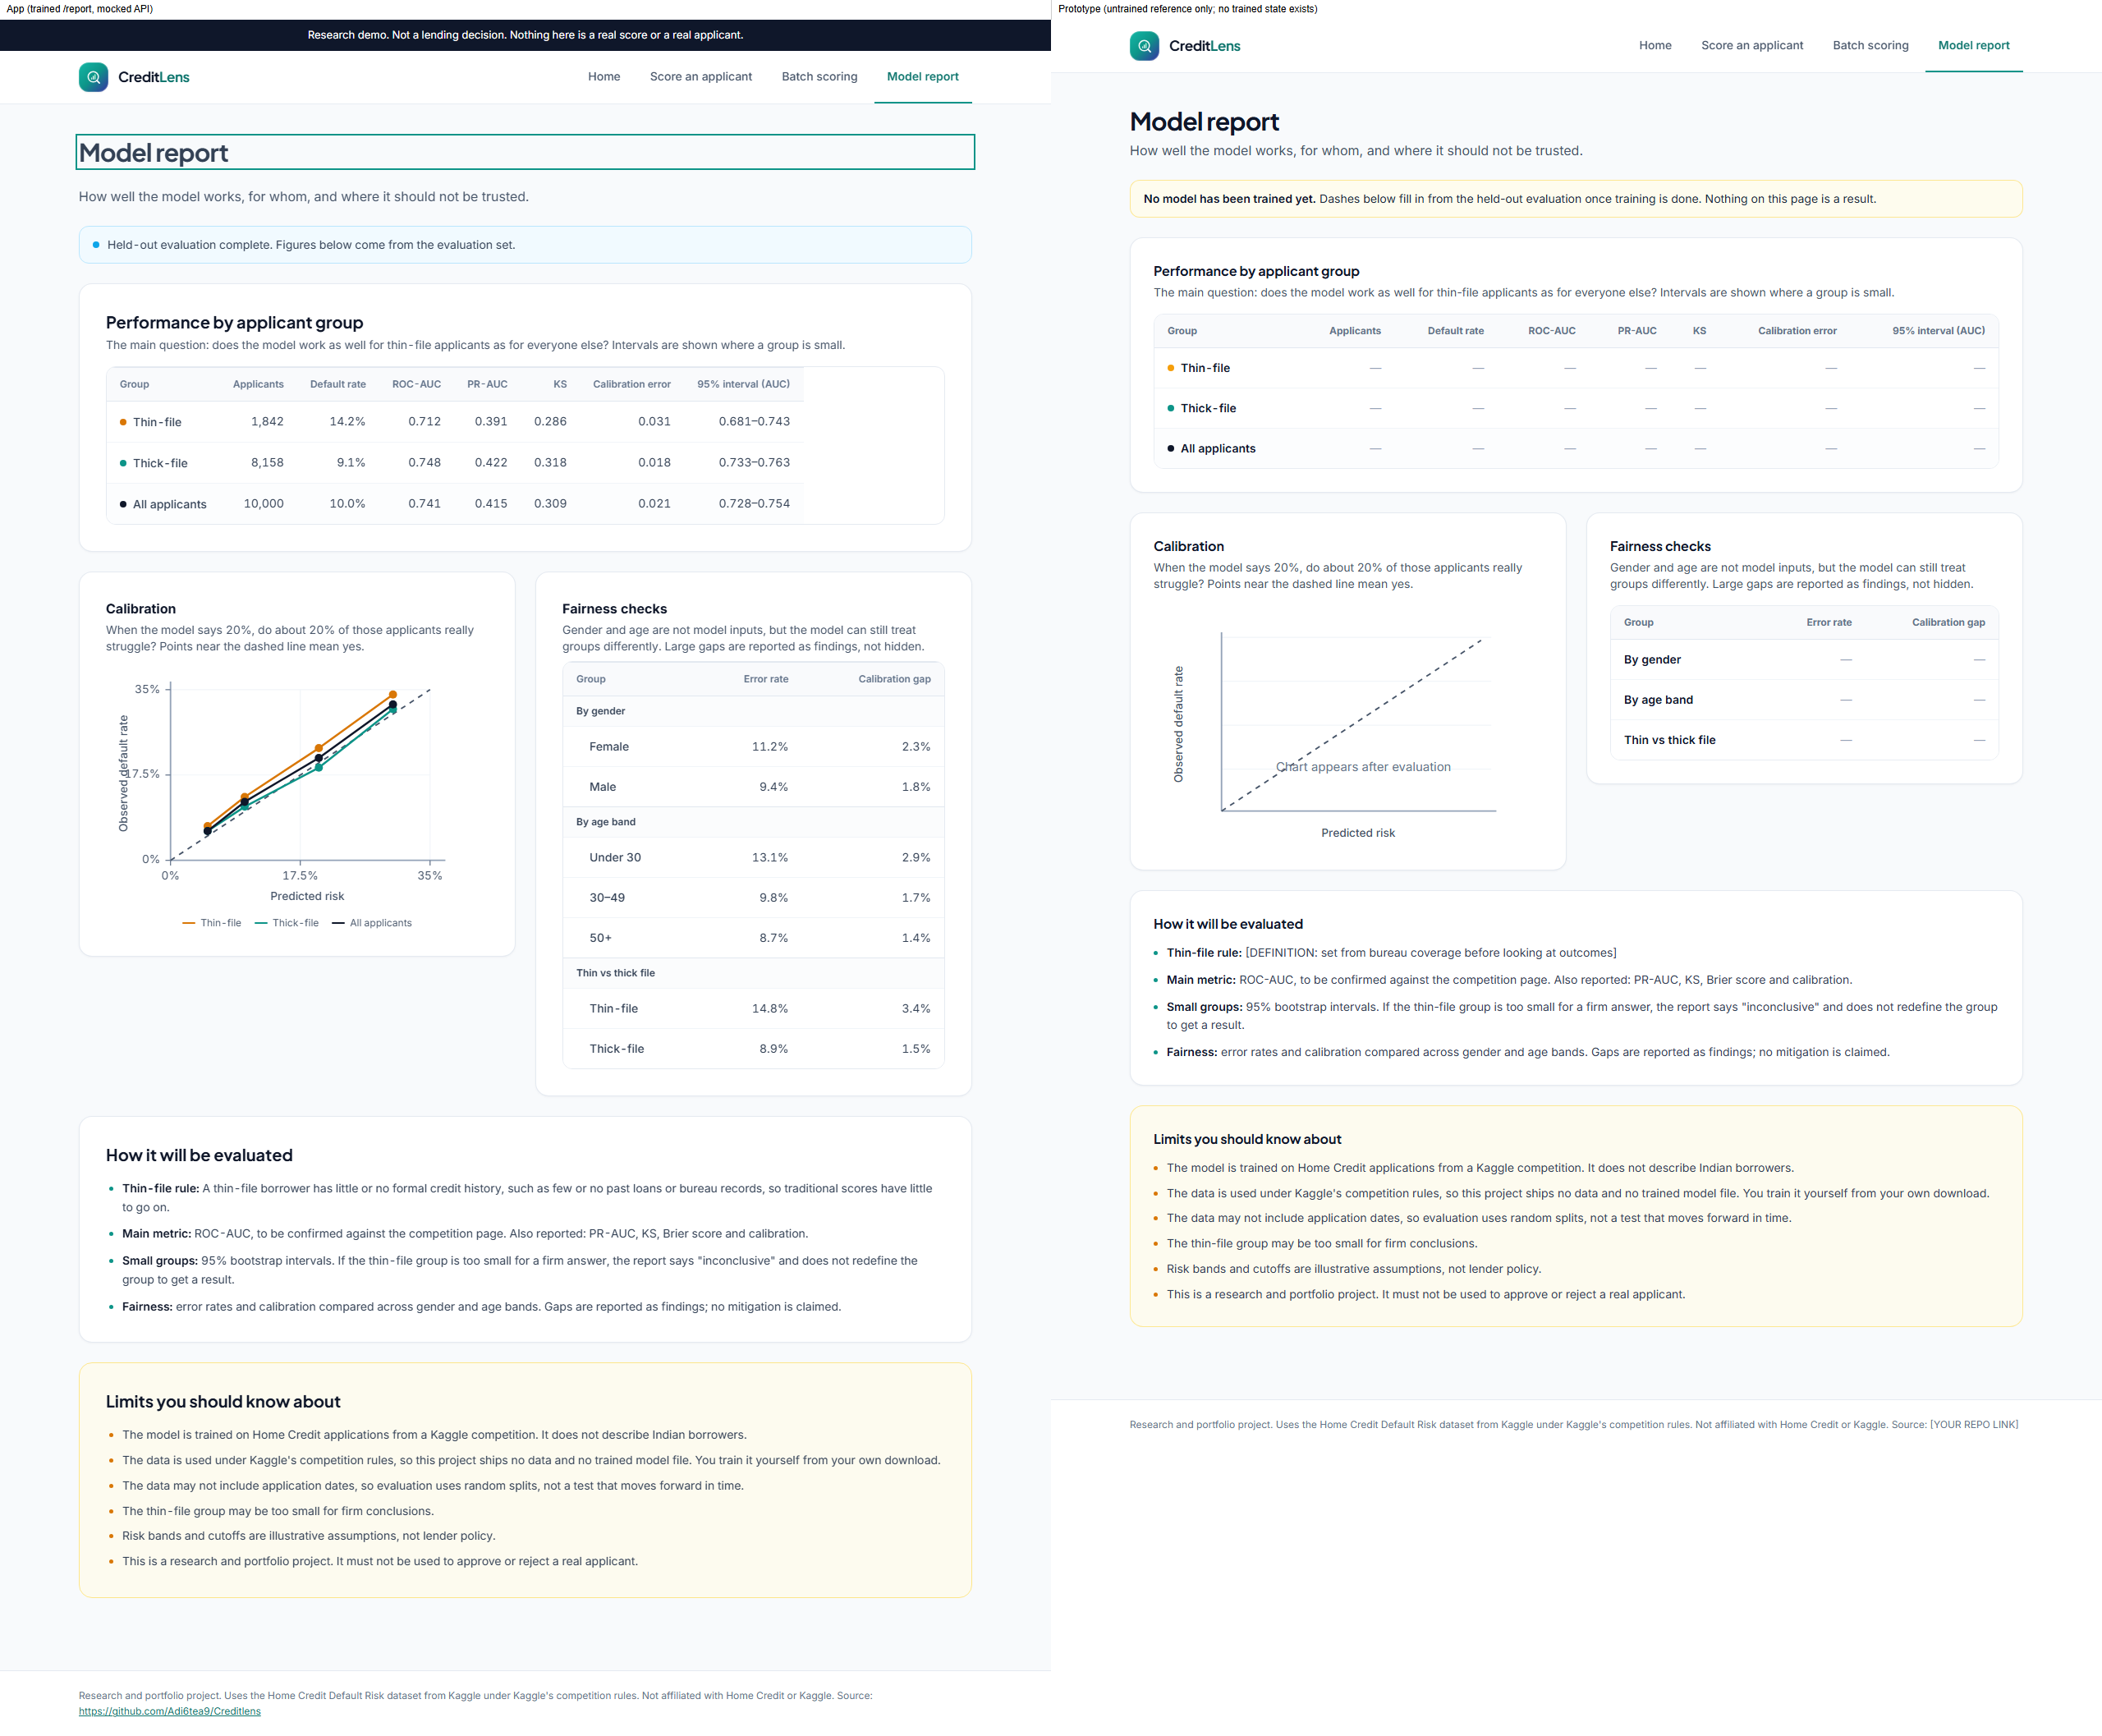 App (trained /report, mocked API)
Research demo. Not a lending decision. Nothing here is a real score or a real applicant.
CreditLens
Home Score an applicant Batch scoring Model report
Model report
How well the model works, for whom, and where it should not be trusted.
Held-out evaluation complete. Figures below come from the evaluation set.
Performance by applicant group
The main question: does the model work as well for thin-file applicants as for everyone else? Intervals are shown where a group is small.
Group Applicants Default rate ROC-AUC PR-AUC KS Calibration error 95% interval (AUC)
Thin-file 1,842 14.2% 0.712 0.391 0.286 0.031 0.681–0.743
Thick-file 8,158 9.1% 0.748 0.422 0.318 0.018 0.733–0.763
All applicants 10,000 10.0% 0.741 0.415 0.309 0.021 0.728–0.754
Calibration
When the model says 20%, do about 20% of those applicants really
struggle? Points near the dashed line mean yes.
Observed default rate
35%
17.5%
0%
0% 17.5% 35%
Predicted risk
Thin-file Thick-file All applicants
Fairness checks
Gender and age are not model inputs, but the model can still treat
groups differently. Large gaps are reported as findings, not hidden.
Group Error rate Calibration gap
By gender
Female 11.2% 2.3%
Male 9.4% 1.8%
By age band
Under 30 13.1% 2.9%
30–49 9.8% 1.7%
50+ 8.7% 1.4%
Thin vs thick file
Thin-file 14.8% 3.4%
Thick-file 8.9% 1.5%
How it will be evaluated
Thin-file rule: A thin-file borrower has little or no formal credit history, such as few or no past loans or bureau records, so traditional scores have little
to go on.
Main metric: ROC-AUC, to be confirmed against the competition page. Also reported: PR-AUC, KS, Brier score and calibration.
Small groups: 95% bootstrap intervals. If the thin-file group is too small for a firm answer, the report says "inconclusive" and does not redefine the
group to get a result.
Fairness: error rates and calibration compared across gender and age bands. Gaps are reported as findings; no mitigation is claimed.
Limits you should know about
The model is trained on Home Credit applications from a Kaggle competition. It does not describe Indian borrowers.
The data is used under Kaggle's competition rules, so this project ships no data and no trained model file. You train it yourself from your own download.
The data may not include application dates, so evaluation uses random splits, not a test that moves forward in time.
The thin-file group may be too small for firm conclusions.
Risk bands and cutoffs are illustrative assumptions, not lender policy.
This is a research and portfolio project. It must not be used to approve or reject a real applicant.
Research and portfolio project. Uses the Home Credit Default Risk dataset from Kaggle under Kaggle's competition rules. Not affiliated with Home Credit or Kaggle. Source:
https://github.com/Adi6tea9/Creditlens
Prototype (untrained reference only; no trained state exists)
CreditLens
Home Score an applicant Batch scoring Model report
Model report
How well the model works, for whom, and where it should not be trusted.
No model has been trained yet. Dashes below fill in from the held-out evaluation once training is done. Nothing on this page is a result.
Performance by applicant group
The main question: does the model work as well for thin-file applicants as for everyone else? Intervals are shown where a group is small.
Group Applicants Default rate ROC-AUC PR-AUC KS Calibration error 95% interval (AUC)
Thin-file — — — — — — —
Thick-file — — — — — — —
All applicants — — — — — — —
Calibration
When the model says 20%, do about 20% of those applicants really
struggle? Points near the dashed line mean yes.
Observed default rate
Chart appears after evaluation
Predicted risk
Fairness checks
Gender and age are not model inputs, but the model can still treat
groups differently. Large gaps are reported as findings, not hidden.
Group Error rate Calibration gap
By gender — —
By age band — —
Thin vs thick file — —
How it will be evaluated
Thin-file rule: [DEFINITION: set from bureau coverage before looking at outcomes]
Main metric: ROC-AUC, to be confirmed against the competition page. Also reported: PR-AUC, KS, Brier score and calibration.
Small groups: 95% bootstrap intervals. If the thin-file group is too small for a firm answer, the report says "inconclusive" and does not redefine the group
to get a result.
Fairness: error rates and calibration compared across gender and age bands. Gaps are reported as findings; no mitigation is claimed.
Limits you should know about
The model is trained on Home Credit applications from a Kaggle competition. It does not describe Indian borrowers.
The data is used under Kaggle's competition rules, so this project ships no data and no trained model file. You train it yourself from your own download.
The data may not include application dates, so evaluation uses random splits, not a test that moves forward in time.
The thin-file group may be too small for firm conclusions.
Risk bands and cutoffs are illustrative assumptions, not lender policy.
This is a research and portfolio project. It must not be used to approve or reject a real applicant.
Research and portfolio project. Uses the Home Credit Default Risk dataset from Kaggle under Kaggle's competition rules. Not affiliated with Home Credit or Kaggle. Source: [YOUR REPO LINK]